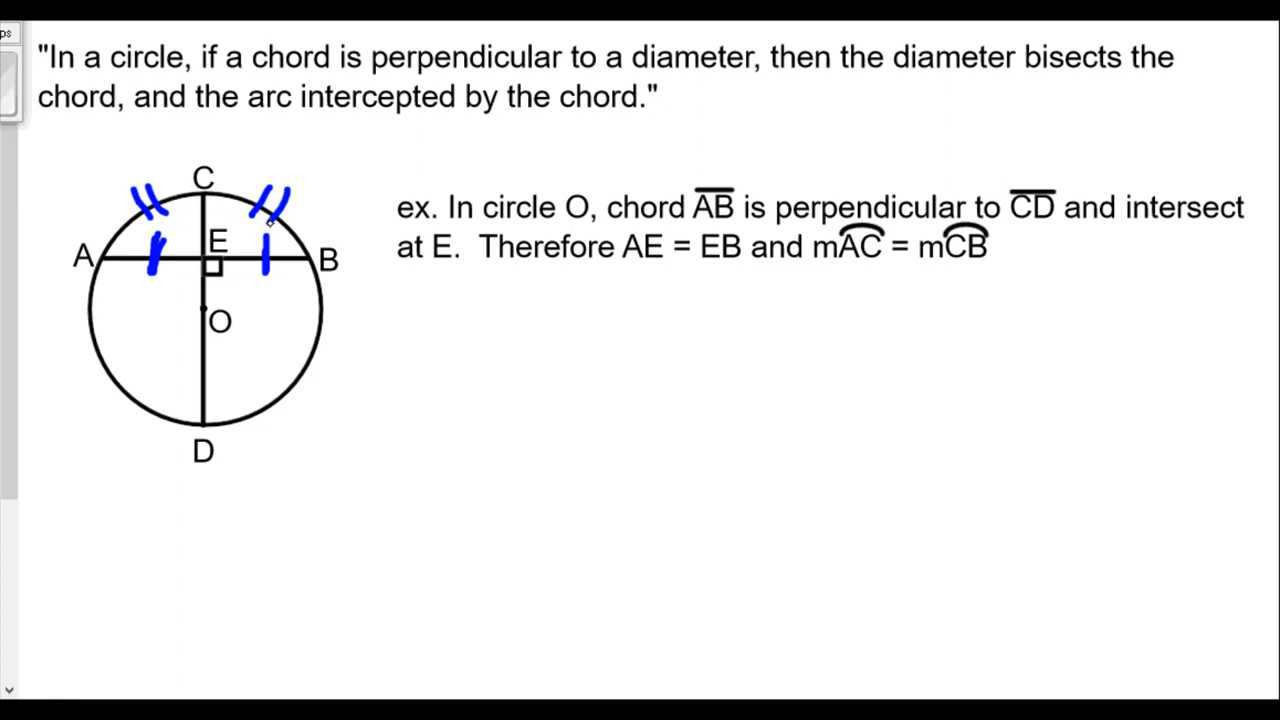 ps
"In a circle, if a chord is perpendicular to a diameter, then the diameter bisects the
chord, and the arc intercepted by the chord."
C
ex. In circle O, chord AB is perpendicular to CD and intersect
at E. Therefore AE = EB and mAC = mCB
E
A
B
O
D